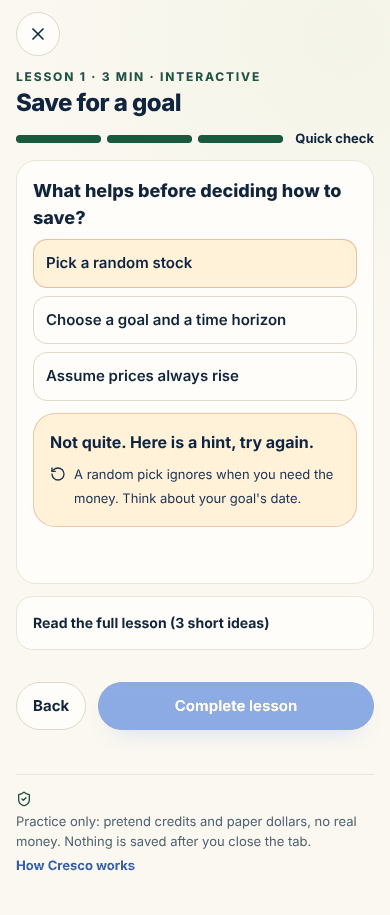 LESSON 1 · 3 MIN · INTERACTIVE
Save for a goal
Quick check
What helps before deciding how to
save?
Pick a random stock
Choose a goal and a time horizon
Assume prices always rise
Not quite. Here is a hint, try again.
A random pick ignores when you need the
money. Think about your goal's date.
Read the full lesson (3 short ideas)
Back
Complete lesson
Practice only: pretend credits and paper dollars, no real
money. Nothing is saved after you close the tab.
How Cresco works